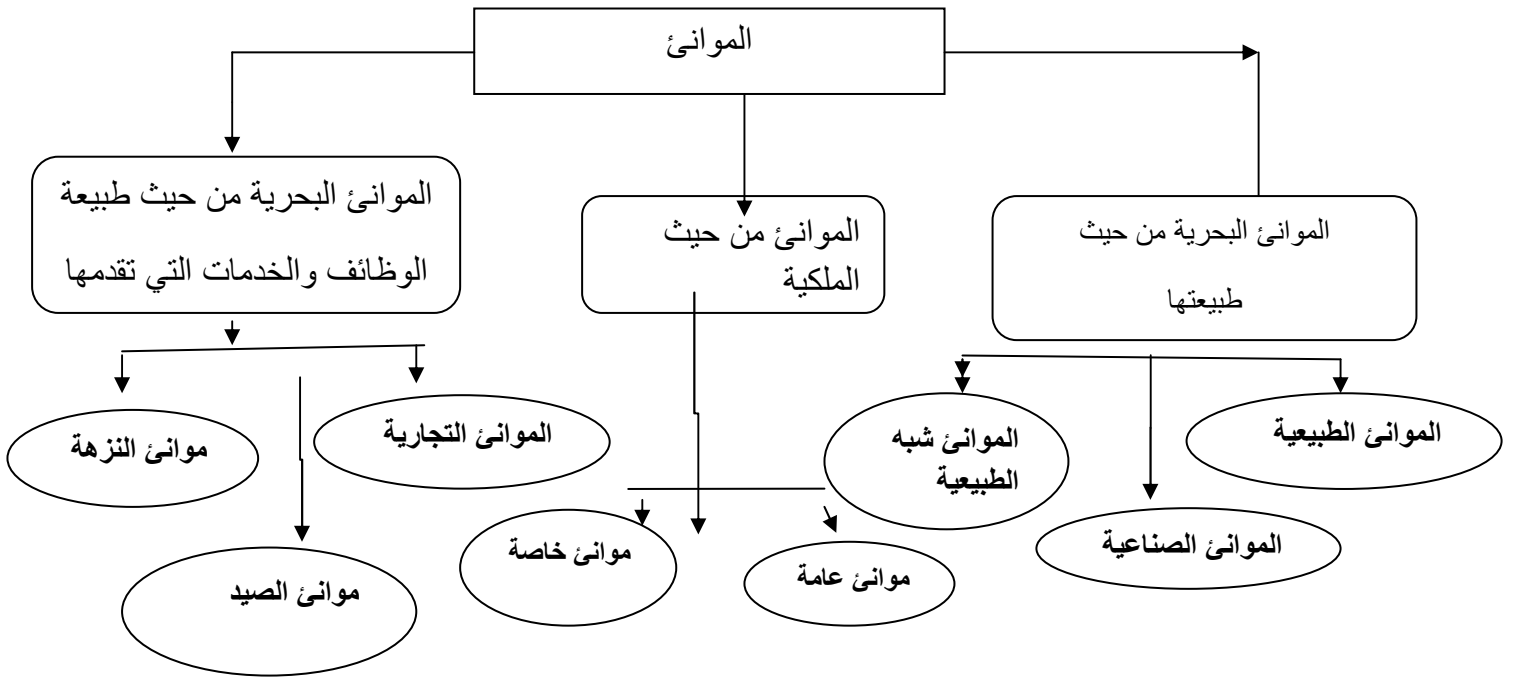 الموانئ
الموانئ البحرية من حيث
طبيعتها
الموانئ من حيث
الملكية
الموانئ البحرية من حيث طبيعة
الوظائف والخدمات التي تقدمها
الموانئ الطبيعية
الموانئ الصناعية
الموانئ شبه
الطبيعية
موانئ عامة
موانئ خاصة
الموانئ التجارية
موانئ الصيد
موانئ النزهة